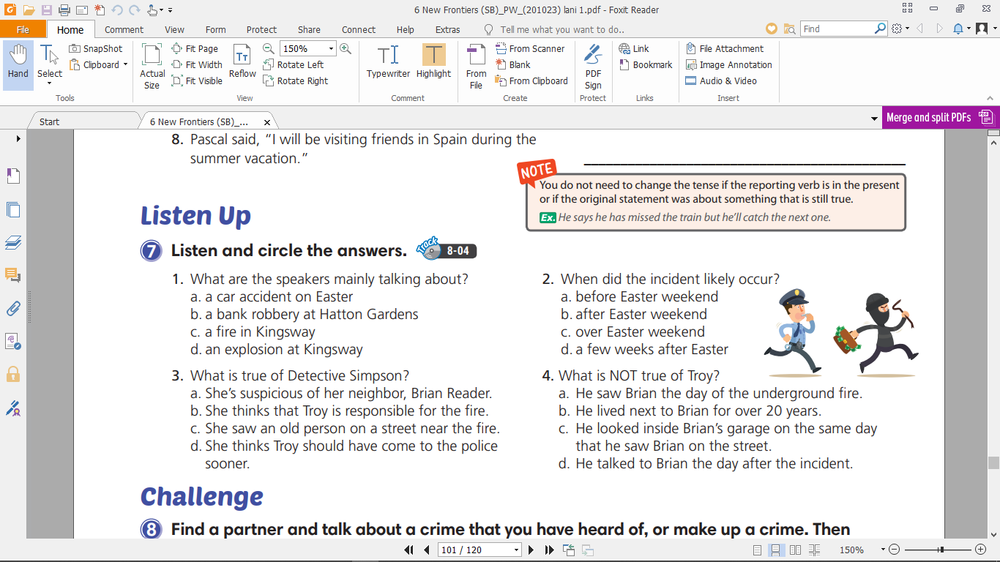 6 New Frontiers (SB)_PW_(201023) lani 1.pdf - Foxit Reader
File Home Comment View Form Protect Share Connect Help Extras Tell me what you want to do.. Find
Hand
Select
SnapShot
Clipboard
Tools
Actual Size
Fit Page
Fit Width
Fit Visible
Reflow
150%
Rotate Left
Rotate Right
View
Typewriter
Highlight
Comment
From File
From Scanner
Blank
From Clipboard
Create
PDF Sign
Protect
Link
Bookmark
Links
File Attachment
Image Annotation
Audio & Video
Insert
Start
6 New Frontiers (SB)_...
Merge and split PDFs
8. Pascal said, “I will be visiting friends in Spain during the
summer vacation.”
NOTE
You do not need to change the tense if the reporting verb is in the present
or if the original statement was about something that is still true.
Ex. He says he has missed the train but he’ll catch the next one.
Listen Up
7 Listen and circle the answers. Track 8-04
1. What are the speakers mainly talking about?
a. a car accident on Easter
b. a bank robbery at Hatton Gardens
c. a fire in Kingsway
d. an explosion at Kingsway
2. When did the incident likely occur?
a. before Easter weekend
b. after Easter weekend
c. over Easter weekend
d. a few weeks after Easter
3. What is true of Detective Simpson?
a. She’s suspicious of her neighbor, Brian Reader.
b. She thinks that Troy is responsible for the fire.
c. She saw an old person on a street near the fire.
d. She thinks Troy should have come to the police
sooner.
4. What is NOT true of Troy?
a. He saw Brian the day of the underground fire.
b. He lived next to Brian for over 20 years.
c. He looked inside Brian’s garage on the same day
that he saw Brian on the street.
d. He talked to Brian the day after the incident.
Challenge
8 Find a partner and talk about a crime that you have heard of, or make up a crime. Then
101 / 120
150%